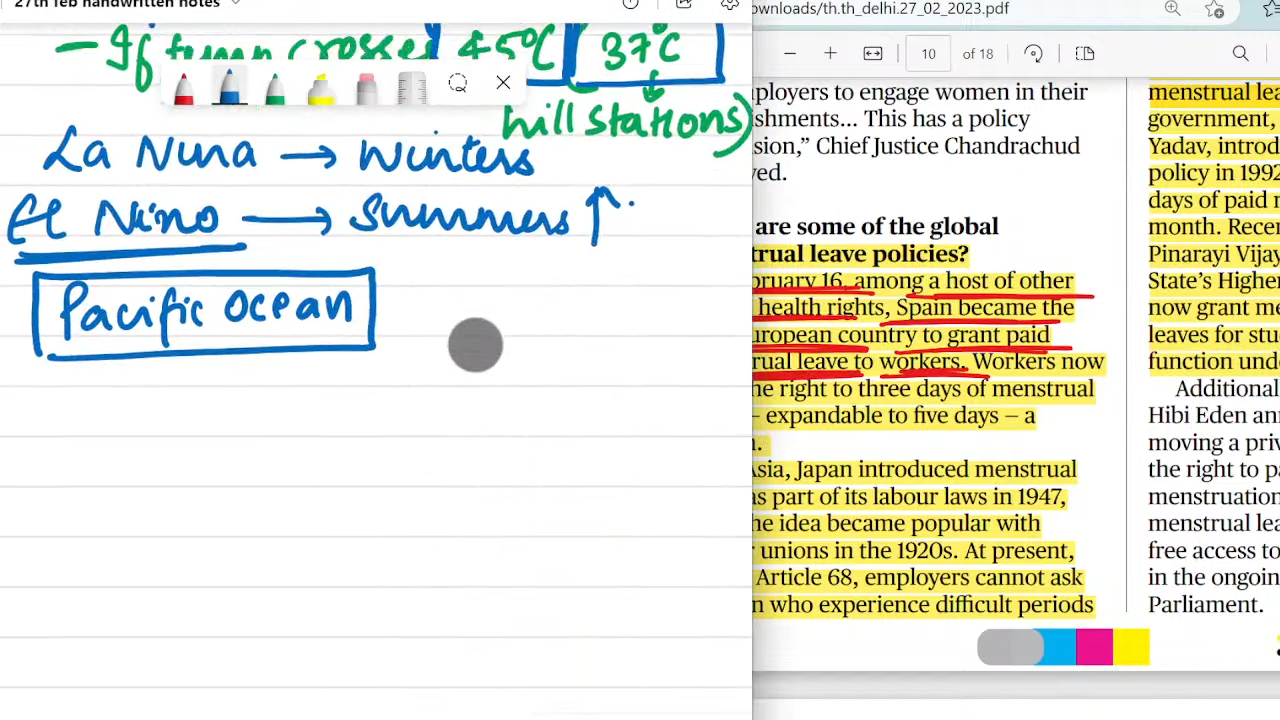 27th feb handwritten notes
- If temp crosses 45°C 37°C
hill stations)
La Nina → Winters
El Nino → Summers ↑.
Pacific Ocean
ownloads/th.th_delhi.27_02_2023.pdf
10 of 18
ployers to engage women in their
shments... This has a policy
sion,” Chief Justice Chandrachud
ved.
are some of the global
trual leave policies?
bruary 16, among a host of other
health rights, Spain became the
uropean country to grant paid
rual leave to workers. Workers now
he right to three days of menstrual
– expandable to five days — a
n.
Asia, Japan introduced menstrual
as part of its labour laws in 1947,
he idea became popular with
r unions in the 1920s. At present,
Article 68, employers cannot ask
n who experience difficult periods
menstrual lea
government,
Yadav, introd
policy in 1992
days of paid m
month. Recen
Pinarayi Vijay
State’s Higher
now grant me
leaves for stu
function unde
Additional
Hibi Eden ann
moving a priv
the right to pa
menstruation
menstrual lea
free access to
in the ongoin
Parliament.